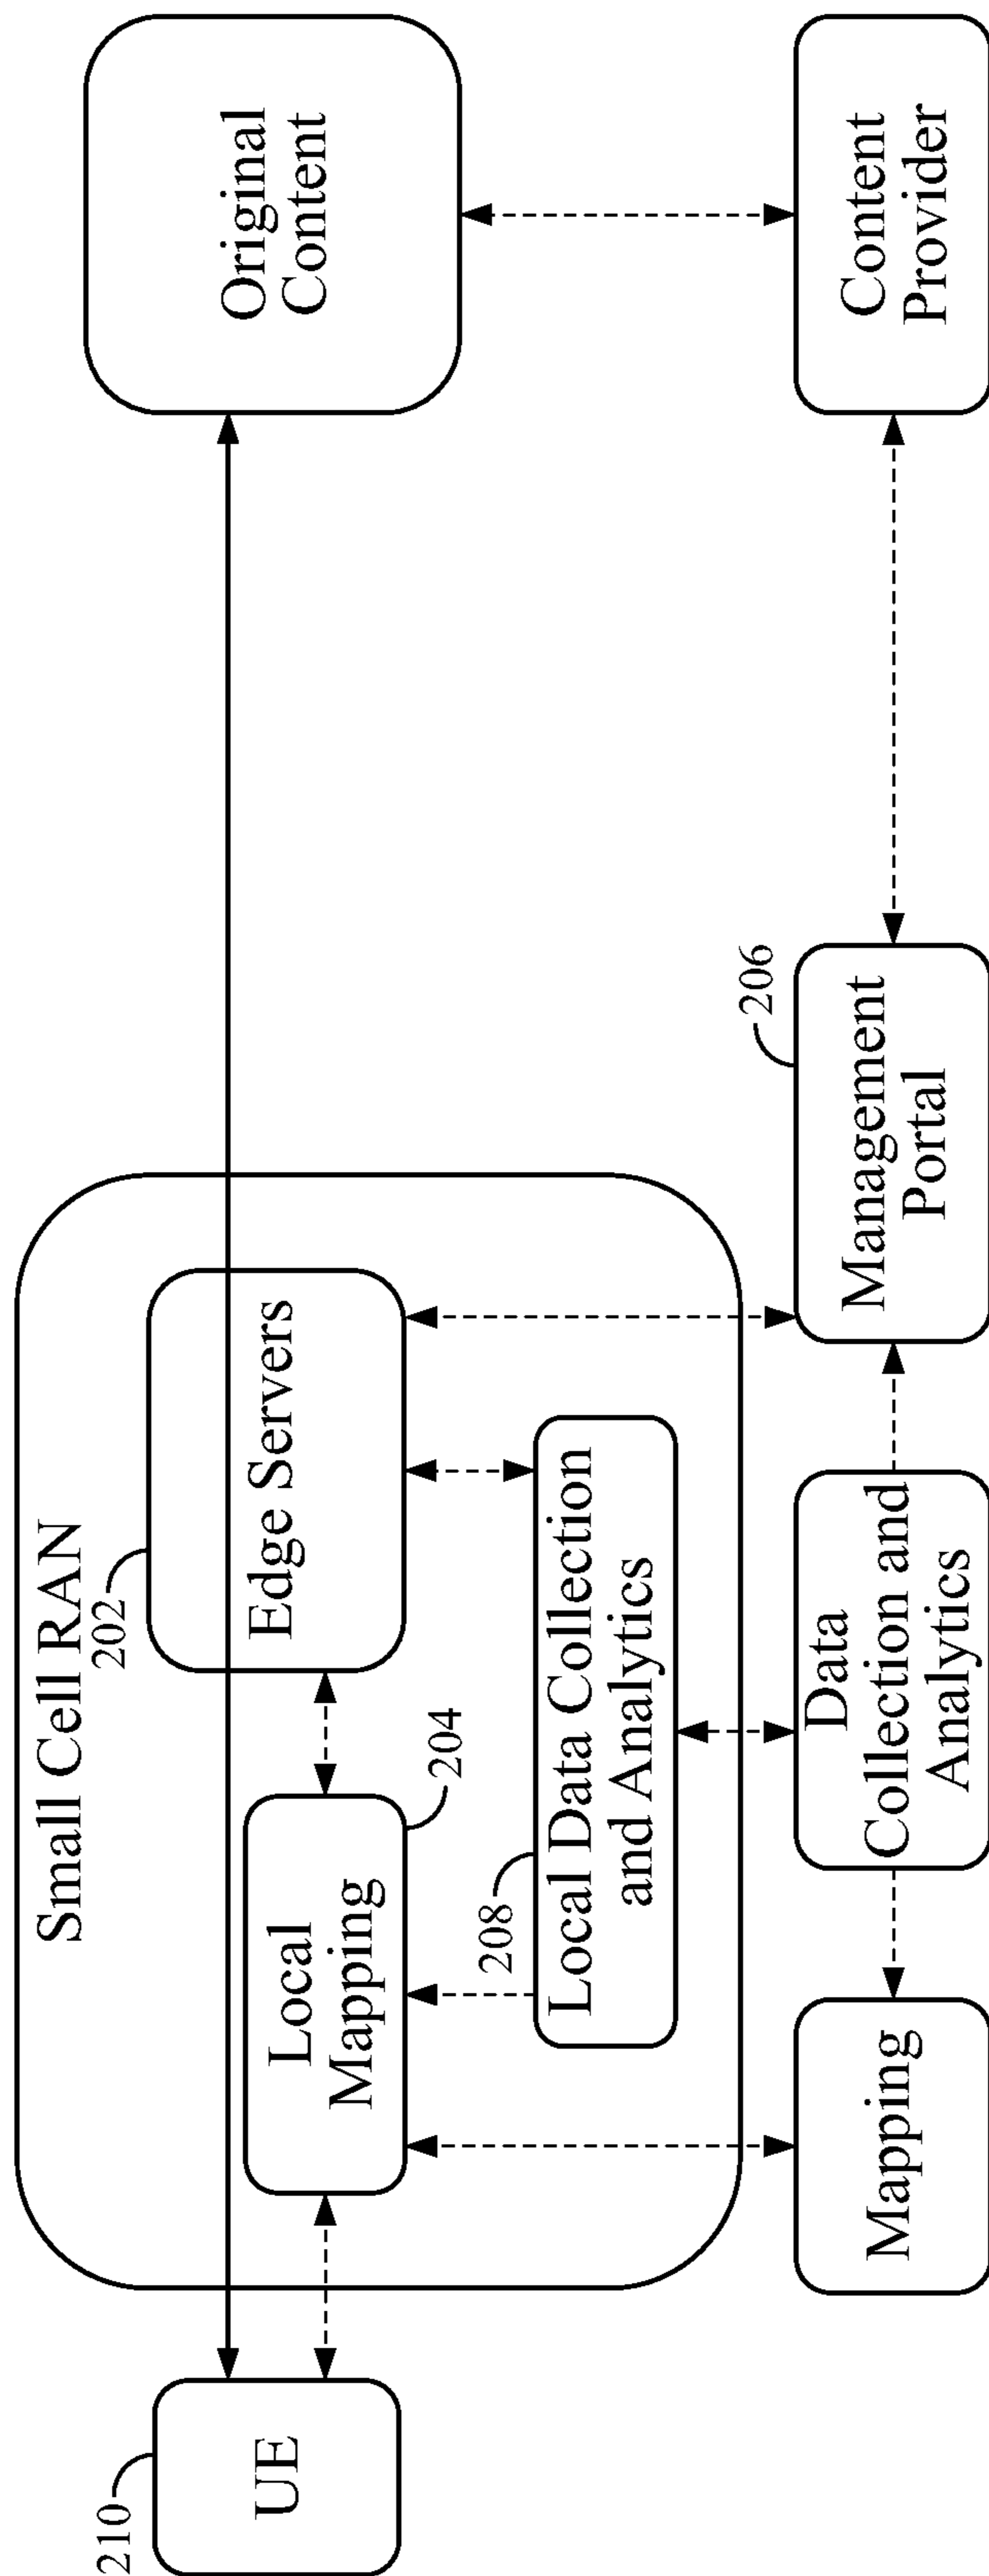 Small Cell RAN
210
UE
Local
Mapping
204
202
Edge Servers
208
Local Data Collection
and Analytics
Original
Content
Mapping
Data
Collection and
Analytics
206
Management
Portal
Content
Provider